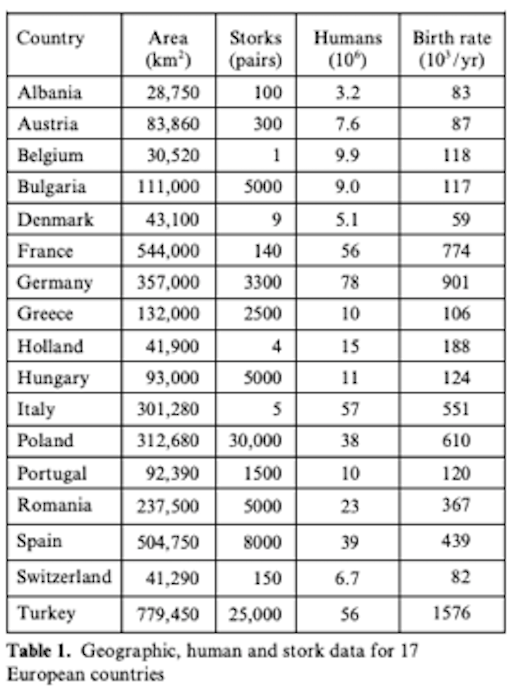 Country Area (km²) Storks (pairs) Humans (10⁶) Birth rate (10³/yr)
Albania 28,750 100 3.2 83
Austria 83,860 300 7.6 87
Belgium 30,520 1 9.9 118
Bulgaria 111,000 5000 9.0 117
Denmark 43,100 9 5.1 59
France 544,000 140 56 774
Germany 357,000 3300 78 901
Greece 132,000 2500 10 106
Holland 41,900 4 15 188
Hungary 93,000 5000 11 124
Italy 301,280 5 57 551
Poland 312,680 30,000 38 610
Portugal 92,390 1500 10 120
Romania 237,500 5000 23 367
Spain 504,750 8000 39 439
Switzerland 41,290 150 6.7 82
Turkey 779,450 25,000 56 1576
Table 1. Geographic, human and stork data for 17
European countries